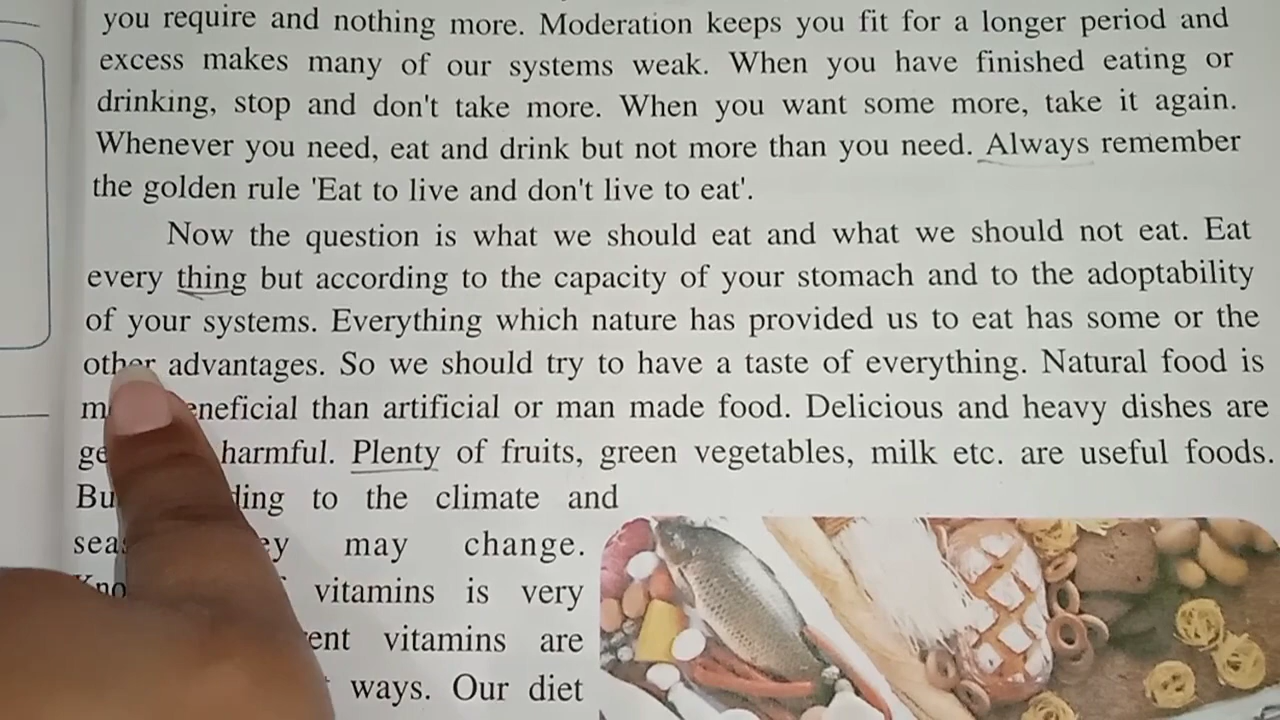 you require and nothing more. Moderation keeps you fit for a longer period and
excess makes many of our systems weak. When you have finished eating or
drinking, stop and don't take more. When you want some more, take it again.
Whenever you need, eat and drink but not more than you need. Always remember
the golden rule 'Eat to live and don't live to eat'.
Now the question is what we should eat and what we should not eat. Eat
every thing but according to the capacity of your stomach and to the adoptability
of your systems. Everything which nature has provided us to eat has some or the
other advantages. So we should try to have a taste of everything. Natural food is
than artificial or man made food. Delicious and heavy dishes are
harmful. Plenty of fruits, green vegetables, milk etc. are useful foods.
to the climate and
may change.
vitamins is very
vitamins are
ways. Our diet